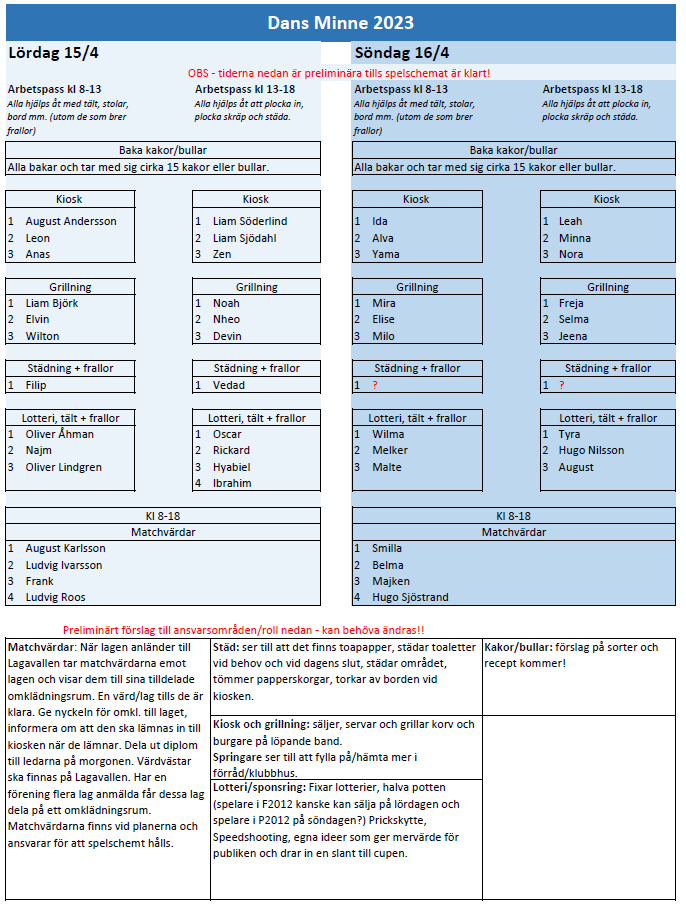 Dans Minne 2023
Lördag 15/4
Söndag 16/4
OBS - tiderna nedan är preliminära tills spelschemat är klart!
Arbetspass kl 8-13
Alla hjälps åt med tält, stolar,
bord mm. (utom de som brer
frallor)
Arbetspass kl 13-18
Alla hjälps åt att plocka in,
plocka skräp och städa.
Arbetspass kl 8-13
Alla hjälps åt med tält, stolar,
bord mm. (utom de som brer
frallor)
Arbetspass kl 13-18
Alla hjälps åt att plocka in,
plocka skräp och städa.
Baka kakor/bullar
Alla bakar och tar med sig cirka 15 kakor eller bullar.
Baka kakor/bullar
Alla bakar och tar med sig cirka 15 kakor eller bullar.
Kiosk
1 August Andersson
2 Leon
3 Anas
Kiosk
1 Liam Söderlind
2 Liam Sjödahl
3 Zen
Kiosk
1 Ida
2 Alva
3 Yama
Kiosk
1 Leah
2 Minna
3 Nora
Grillning
1 Liam Björk
2 Elvin
3 Wilton
Grillning
1 Noah
2 Nheo
3 Devin
Grillning
1 Mira
2 Elise
3 Milo
Grillning
1 Freja
2 Selma
3 Jeena
Städning + frallor
1 Filip
Städning + frallor
1 Vedad
Städning + frallor
1 ?
Städning + frallor
1 ?
Lotteri, tält + frallor
1 Oliver Åhman
2 Najm
3 Oliver Lindgren
Lotteri, tält + frallor
1 Oscar
2 Rickard
3 Hyabiel
4 Ibrahim
Lotteri, tält + frallor
1 Wilma
2 Melker
3 Malte
Lotteri, tält + frallor
1 Tyra
2 Hugo Nilsson
3 August
Kl 8-18
Matchvärdar
1 August Karlsson
2 Ludvig Ivarsson
3 Frank
4 Ludvig Roos
Kl 8-18
Matchvärdar
1 Smilla
2 Belma
3 Majken
4 Hugo Sjöstrand
Preliminärt förslag till ansvarsområden/roll nedan - kan behöva ändras!!
Matchvärdar: När lagen anländer till
Lagavallen tar matchvärdarna emot
lagen och visar dem till sina tilldelade
omklädningsrum. En värd/lag tills de är
klara. Ge nyckeln för omkl. till laget,
informera om att den ska lämnas in till
kiosken när de lämnar. Dela ut diplom
till ledarna på morgonen. Värdvästar
ska finnas på Lagavallen. Har en
förening flera lag anmälda får dessa lag
dela på ett omklädningsrum.
Matchvärdarna finns vid planerna och
ansvarar för att spelschemt hålls.
Städ: ser till att det finns toapapper, städar toaletter
vid behov och vid dagens slut, städar området,
tömmer papperskorgar, torkar av borden vid
kiosken.
Kiosk och grillning: säljer, servar och grillar korv och
burgare på löpande band.
Springare ser till att fylla på/hämta mer i
förråd/klubbhus.
Lotteri/sponsring: Fixar lotterier, halva potten
(spelare i F2012 kanske kan sälja på lördagen och
spelare i P2012 på söndagen?) Prickskytte,
Speedshooting, egna ideer som ger mervärde för
publiken och drar in en slant till cupen.
Kakor/bullar: förslag på sorter och
recept kommer!